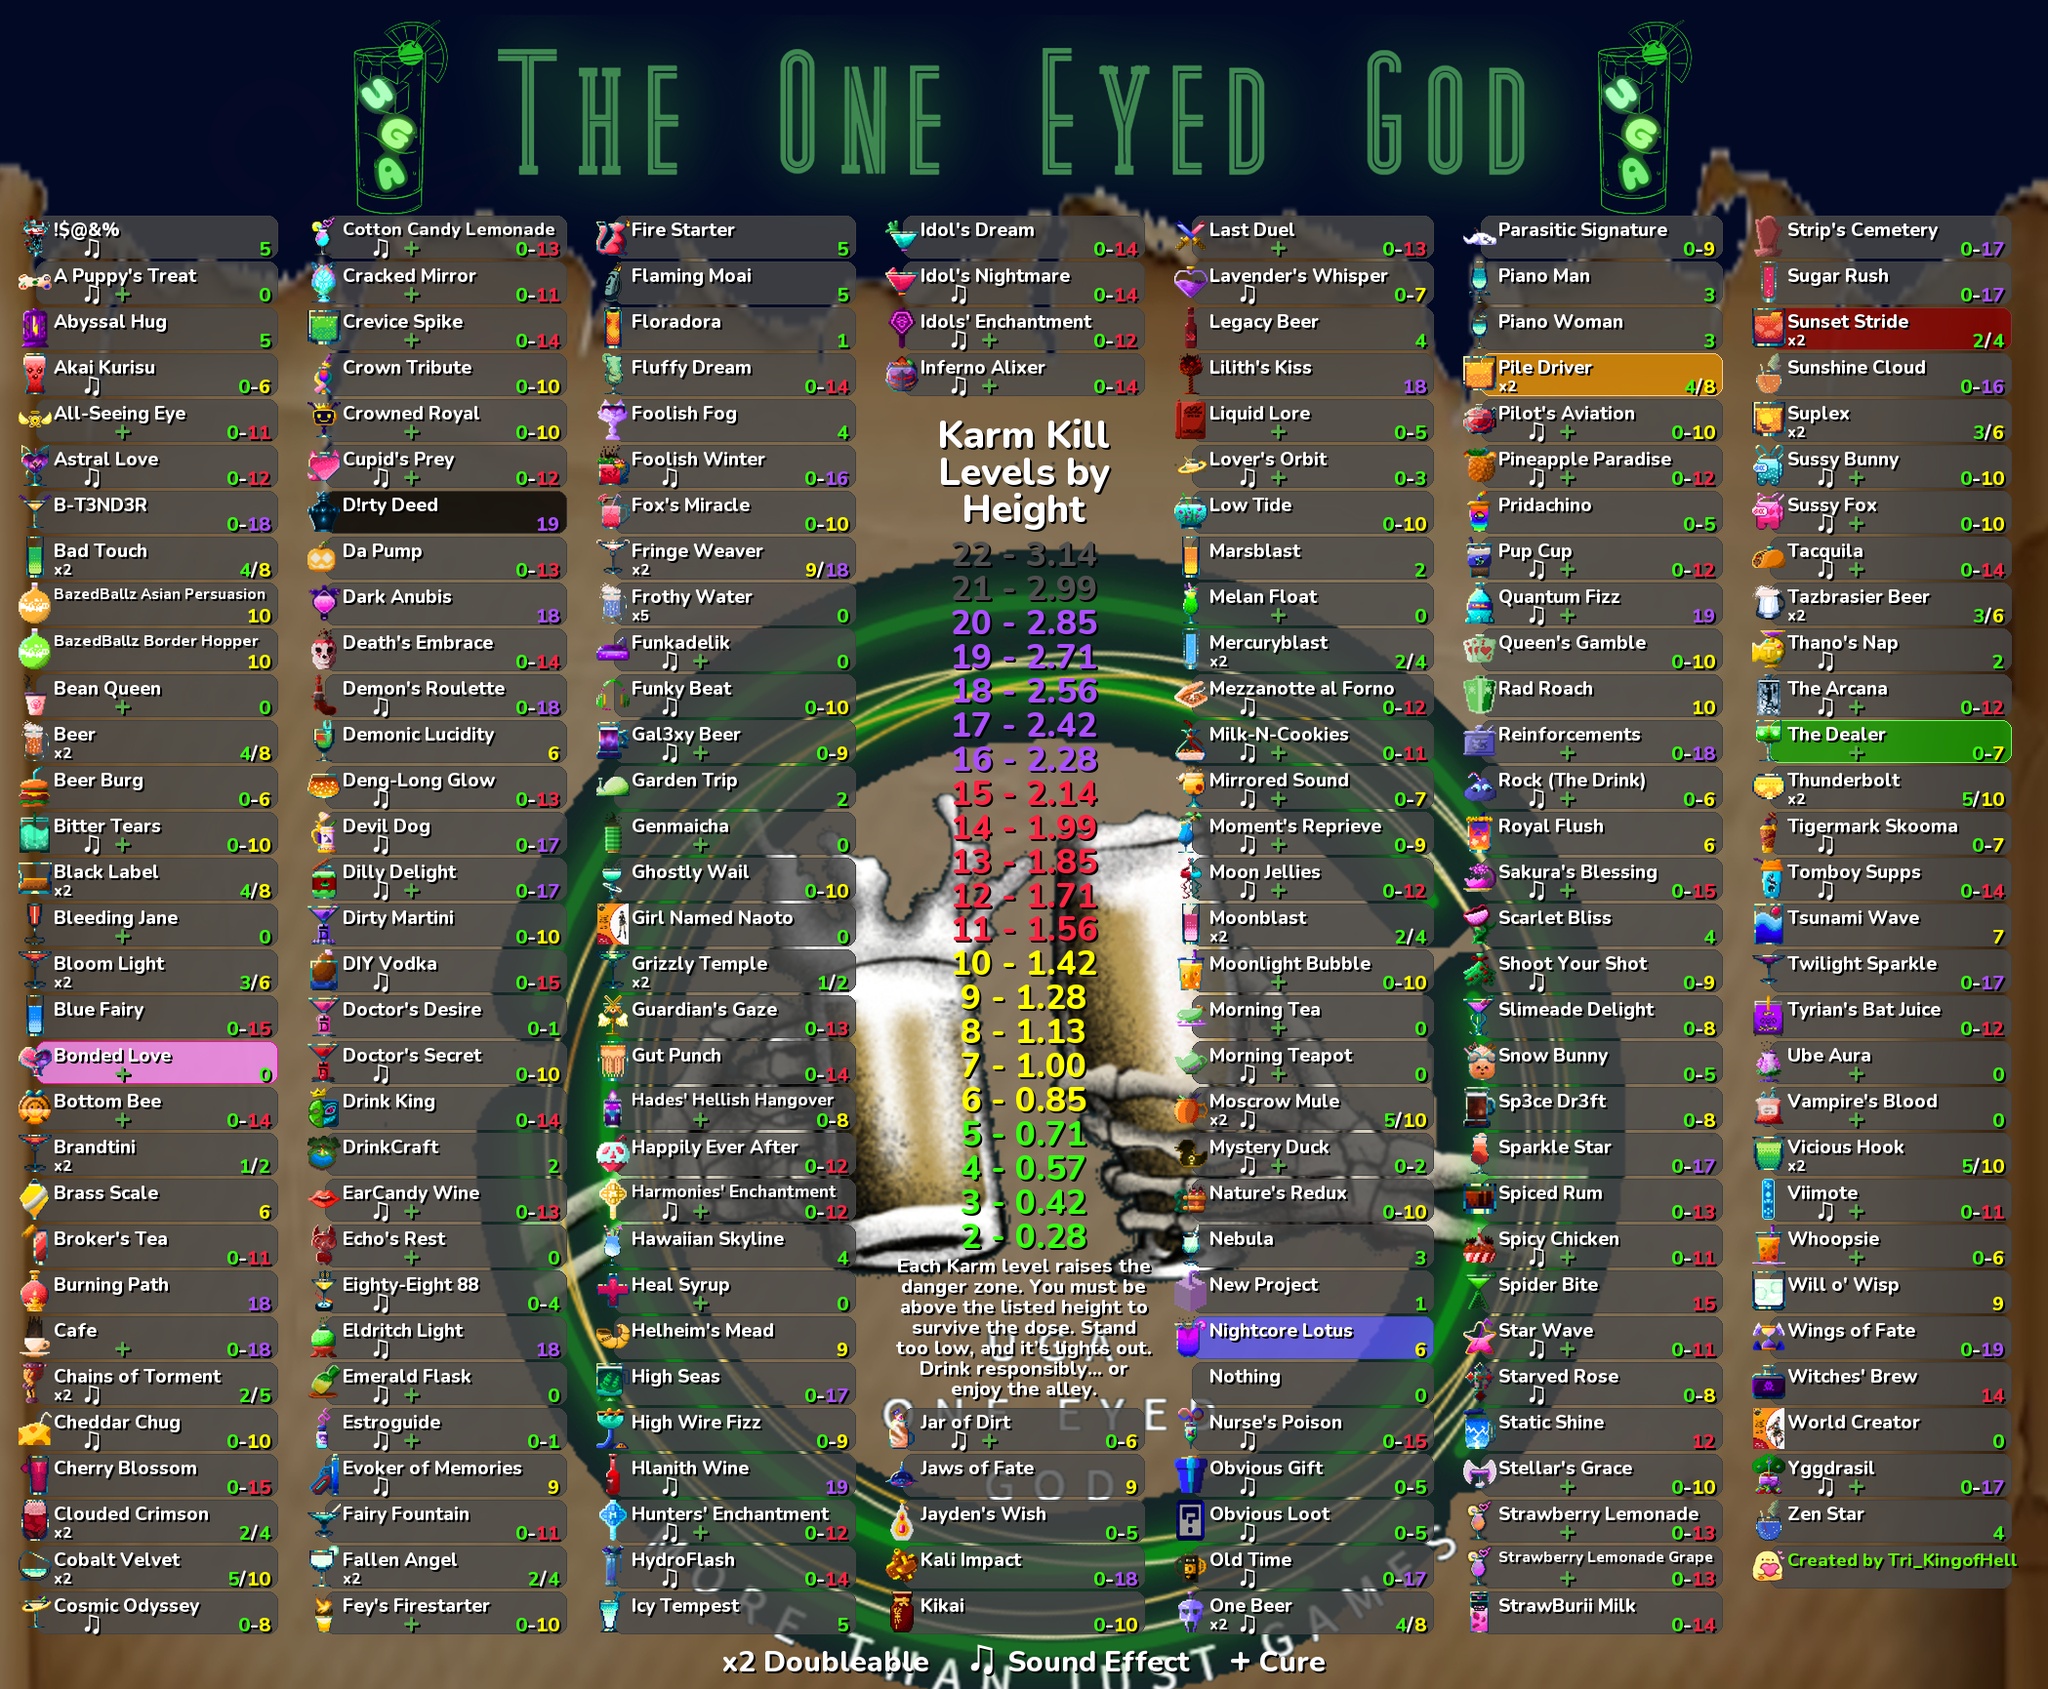 THE ONE EYED GOD
UGA
UGA
!$@&%
♫ 5
A Puppy's Treat
♫ + 0
Abyssal Hug
5
Akai Kurisu
♫ 0-6
All-Seeing Eye
+ 0-11
Astral Love
♫ 0-12
B-T3ND3R
0-18
Bad Touch
x2 4/8
BazedBallz Asian Persuasion
10
BazedBallz Border Hopper
10
Bean Queen
+ 0
Beer
x2 4/8
Beer Burg
0-6
Bitter Tears
♫ + 0-10
Black Label
x2 4/8
Bleeding Jane
+ 0
Bloom Light
x2 3/6
Blue Fairy
0-15
Bonded Love
+ 0
Bottom Bee
+ 0-14
Brandtini
x2 1/2
Brass Scale
6
Broker's Tea
0-11
Burning Path
18
Cafe
+ 0-18
Chains of Torment
x2 ♫ 2/5
Cheddar Chug
♫ 0-10
Cherry Blossom
0-15
Clouded Crimson
x2 2/4
Cobalt Velvet
x2 5/10
Cosmic Odyssey
♫ 0-8
Cotton Candy Lemonade
♫ + 0-13
Cracked Mirror
+ 0-11
Crevice Spike
+ 0-14
Crown Tribute
0-10
Crowned Royal
+ 0-10
Cupid's Prey
♫ + 0-12
D!rty Deed
19
Da Pump
0-13
Dark Anubis
18
Death's Embrace
0-14
Demon's Roulette
♫ 0-18
Demonic Lucidity
6
Deng-Long Glow
♫ 0-13
Devil Dog
♫ 0-17
Dilly Delight
♫ + 0-17
Dirty Martini
0-10
DIY Vodka
♫ 0-15
Doctor's Desire
0-1
Doctor's Secret
♫ 0-10
Drink King
0-14
DrinkCraft
2
EarCandy Wine
♫ + 0-13
Echo's Rest
+ 0
Eighty-Eight 88
♫ 0-4
Eldritch Light
♫ 18
Emerald Flask
♫ + 0
Estroguide
♫ + 0-1
Evoker of Memories
♫ 9
Fairy Fountain
0-11
Fallen Angel
x2 2/4
Fey's Firestarter
+ 0-10
Fire Starter
5
Flaming Moai
5
Floradora
1
Fluffy Dream
0-14
Foolish Fog
4
Foolish Winter
♫ 0-16
Fox's Miracle
0-10
Fringe Weaver
x2 9/18
Frothy Water
x5 0
Funkadelik
♫ + 0
Funky Beat
♫ 0-10
Gal3xy Beer
♫ + 0-9
Garden Trip
2
Genmaicha
+ 0
Ghostly Wail
0-10
Girl Named Naoto
0
Grizzly Temple
x2 1/2
Guardian's Gaze
0-13
Gut Punch
0-14
Hades' Hellish Hangover
+ 0-8
Happily Ever After
0-12
Harmonies' Enchantment
♫ + 0-12
Hawaiian Skyline
4
Heal Syrup
+ 0
Helheim's Mead
9
High Seas
0-17
High Wire Fizz
0-9
Hlanith Wine
19
Hunters' Enchantment
♫ + 0-12
HydroFlash
♫ 0-14
Icy Tempest
5
Idol's Dream
0-14
Idol's Nightmare
♫ 0-14
Idols' Enchantment
♫ + 0-12
Inferno Alixer
♫ + 0-14
Karm Kill
Levels by
Height
22 - 3.14
21 - 2.99
20 - 2.85
19 - 2.71
18 - 2.56
17 - 2.42
16 - 2.28
15 - 2.14
14 - 1.99
13 - 1.85
12 - 1.71
11 - 1.56
10 - 1.42
9 - 1.28
8 - 1.13
7 - 1.00
6 - 0.85
5 - 0.71
4 - 0.57
3 - 0.42
2 - 0.28
Each Karm level raises the
danger zone. You must be
above the listed height to
survive the dose. Stand
too low, and it's lights out.
Drink responsibly... or
enjoy the alley.
UGA
ONE EYED
GOD
Jar of Dirt
♫ + 0-6
Jaws of Fate
9
Jayden's Wish
0-5
Kali Impact
0-18
Kikai
0-10
Last Duel
+ 0-13
Lavender's Whisper
♫ 0-7
Legacy Beer
4
Lilith's Kiss
18
Liquid Lore
+ 0-5
Lover's Orbit
♫ + 0-3
Low Tide
0-10
Marsblast
2
Melan Float
+ 0
Mercuryblast
x2 2/4
Mezzanotte al Forno
♫ 0-12
Milk-N-Cookies
♫ + 0-11
Mirrored Sound
♫ + 0-7
Moment's Reprieve
♫ + 0-9
Moon Jellies
♫ + 0-12
Moonblast
x2 2/4
Moonlight Bubble
+ 0-10
Morning Tea
+ 0
Morning Teapot
♫ + 0
Moscrow Mule
x2 ♫ 5/10
Mystery Duck
♫ + 0-2
Nature's Redux
0-10
Nebula
3
New Project
1
Nightcore Lotus
6
Nothing
0
Nurse's Poison
♫ 0-15
Obvious Gift
♫ 0-5
Obvious Loot
♫ 0-5
Old Time
♫ 0-17
One Beer
x2 ♫ 4/8
Parasitic Signature
0-9
Piano Man
3
Piano Woman
3
Pile Driver
x2 4/8
Pilot's Aviation
♫ + 0-10
Pineapple Paradise
♫ + 0-12
Pridachino
0-5
Pup Cup
♫ + 0-12
Quantum Fizz
♫ + 19
Queen's Gamble
0-10
Rad Roach
10
Reinforcements
+ 0-18
Rock (The Drink)
♫ + 0-6
Royal Flush
6
Sakura's Blessing
♫ + 0-15
Scarlet Bliss
4
Shoot Your Shot
♫ 0-9
Slimeade Delight
0-8
Snow Bunny
0-5
Sp3ce Dr3ft
0-8
Sparkle Star
0-17
Spiced Rum
0-13
Spicy Chicken
♫ + 0-11
Spider Bite
15
Star Wave
♫ + 0-11
Starved Rose
♫ 0-8
Static Shine
12
Stellar's Grace
+ 0-10
Strawberry Lemonade
+ 0-13
Strawberry Lemonade Grape
+ 0-13
StrawBurii Milk
0-14
Strip's Cemetery
0-17
Sugar Rush
0-17
Sunset Stride
x2 2/4
Sunshine Cloud
0-16
Suplex
x2 3/6
Sussy Bunny
♫ + 0-10
Sussy Fox
♫ + 0-10
Tacquila
♫ + 0-14
Tazbrasier Beer
x2 3/6
Thano's Nap
♫ 2
The Arcana
♫ + 0-12
The Dealer
+ 0-7
Thunderbolt
x2 5/10
Tigermark Skooma
♫ 0-7
Tomboy Supps
♫ 0-14
Tsunami Wave
7
Twilight Sparkle
0-17
Tyrian's Bat Juice
0-12
Ube Aura
+ 0
Vampire's Blood
+ 0
Vicious Hook
x2 5/10
Viimote
♫ + 0-11
Whoopsie
+ 0-6
Will o' Wisp
9
Wings of Fate
0-19
Witches' Brew
14
World Creator
0
Yggdrasil
♫ + 0-17
Zen Star
4
Created by Tri_KingofHell
x2 Doubleable ♫ Sound Effect + Cure
MORE THAN JUST GAMES